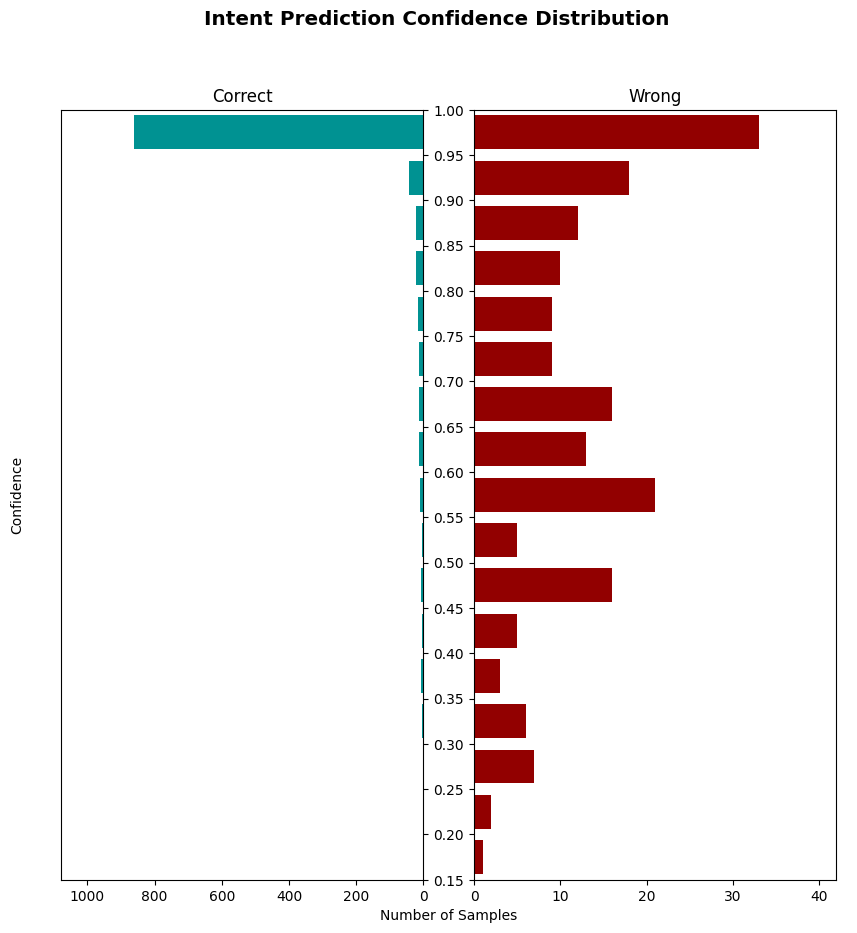 Intent Prediction Confidence Distribution
Correct
Wrong
1.00
0.95
0.90
0.85
0.80
0.75
0.70
0.65
0.60
0.55
0.50
0.45
0.40
0.35
0.30
0.25
0.20
0.15
Confidence
1000 800 600 400 200 0
0 10 20 30 40
Number of Samples